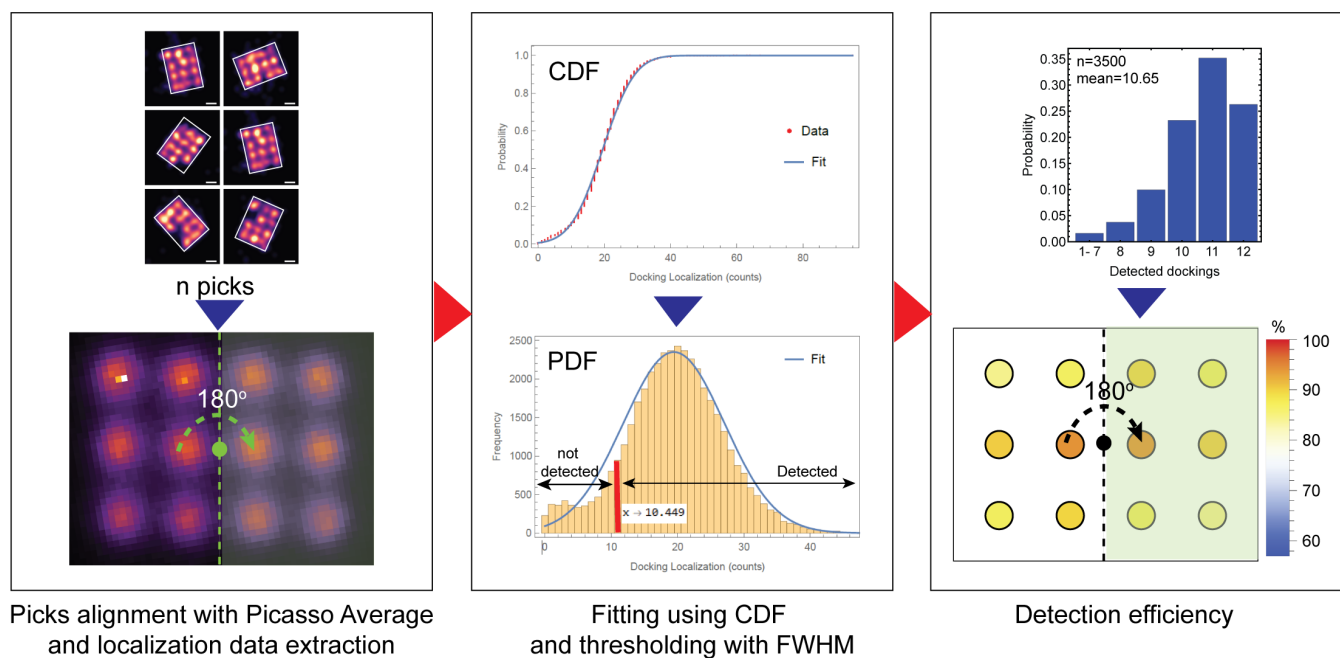 n picks
180o
Picks alignment with Picasso Average
and localization data extraction
CDF
1.0
0.8
0.6
0.4
0.2
0.0
Probability
Data
Fit
0
20
40
60
80
Docking Localization (counts)
PDF
2500
2000
1500
1000
500
0
Frequency
Fit
not
detected
Detected
x → 10.449
0
10
20
30
40
Docking Localization (counts)
Fitting using CDF
and thresholding with FWHM
n=3500
mean=10.65
0.35
0.30
0.25
0.20
0.15
0.10
0.05
0.00
Probability
1- 7
8
9
10
11
12
Detected dockings
180o
%
100
90
80
70
60
Detection efficiency